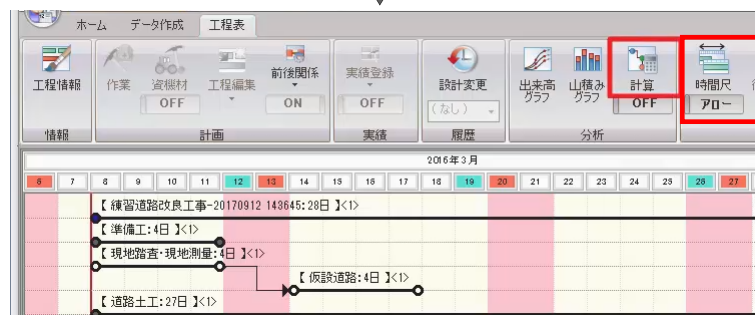 ホーム データ作成 工程表
工程情報 作業 資機材 工程編集 前後関係 実績登録 設計変更 出来高グラフ 山積みグラフ 計算 時間尺
OFF ON OFF (なし) OFF アロー
情報 計画 実績 履歴 分析
2016年3月
6 7 8 9 10 11 12 13 14 15 16 17 18 19 20 21 22 23 24 25 26 27
【 練習道路改良工事-20170912 143645:28日 】<1>
【 準備工:4日 】<1>
【 現地踏査・現地測量:4日 】<1>
【 仮設道路:4日 】<1>
【 道路土工:27日 】<1>